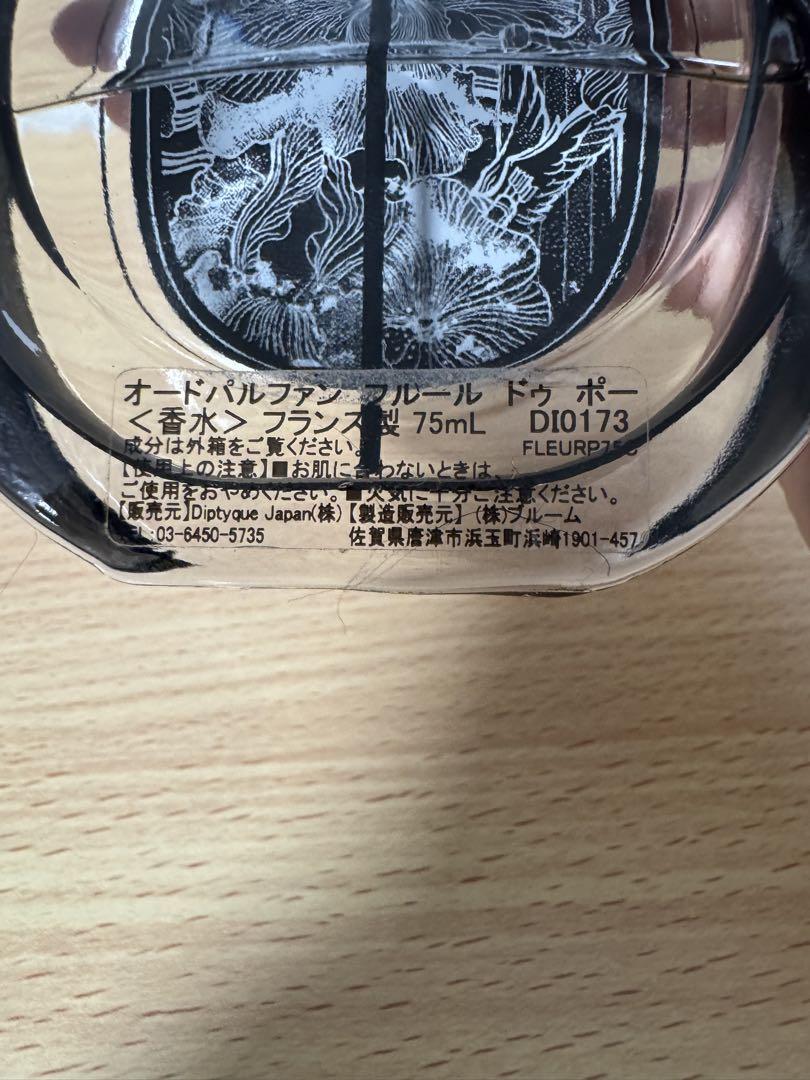 オードパルファン フルール ドゥ ポー
＜香水＞ フランス製 75mL DI0173
成分は外箱をご覧ください。 FLEURP75C
【使用上の注意】■お肌に合わないときは、
ご使用をおやめください。■火気に十分ご注意ください。
【販売元】Diptyque Japan(株)【製造販売元】 (株)ブルーム
TEL:03-6450-5735 佐賀県唐津市浜玉町浜崎1901-457